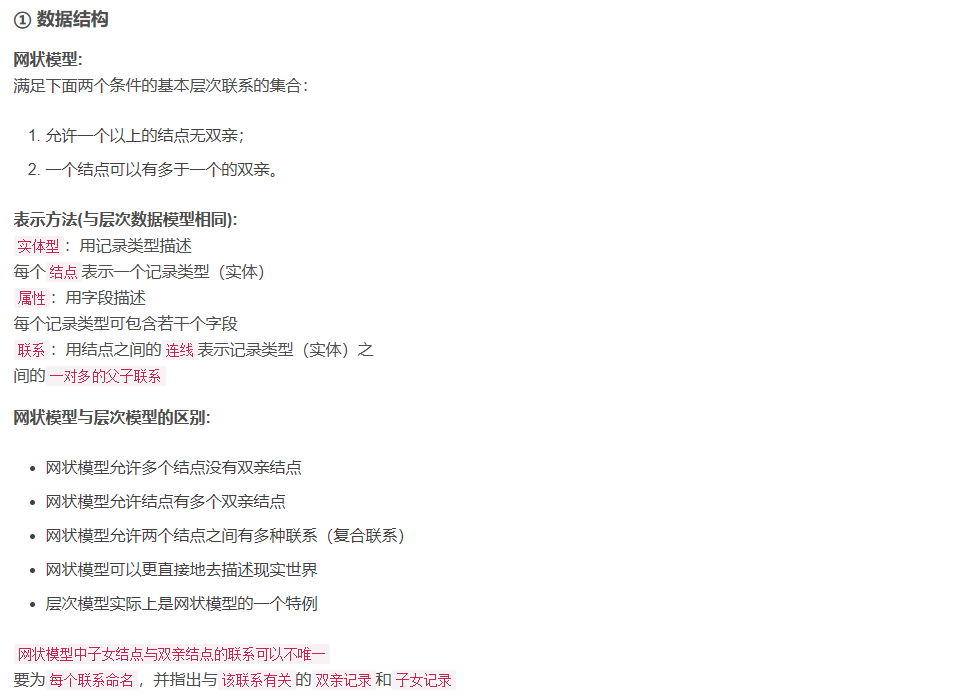 ① 数据结构
网状模型:
满足下面两个条件的基本层次联系的集合：
1. 允许一个以上的结点无双亲；
2. 一个结点可以有多于一个的双亲。
表示方法(与层次数据模型相同):
实体型：用记录类型描述
每个结点表示一个记录类型（实体）
属性：用字段描述
每个记录类型可包含若干个字段
联系：用结点之间的连线表示记录类型（实体）之
间的一对多的父子联系
网状模型与层次模型的区别:
• 网状模型允许多个结点没有双亲结点
• 网状模型允许结点有多个双亲结点
• 网状模型允许两个结点之间有多种联系（复合联系）
• 网状模型可以更直接地去描述现实世界
• 层次模型实际上是网状模型的一个特例
网状模型中子女结点与双亲结点的联系可以不唯一
要为每个联系命名，并指出与该联系有关的双亲记录和子女记录